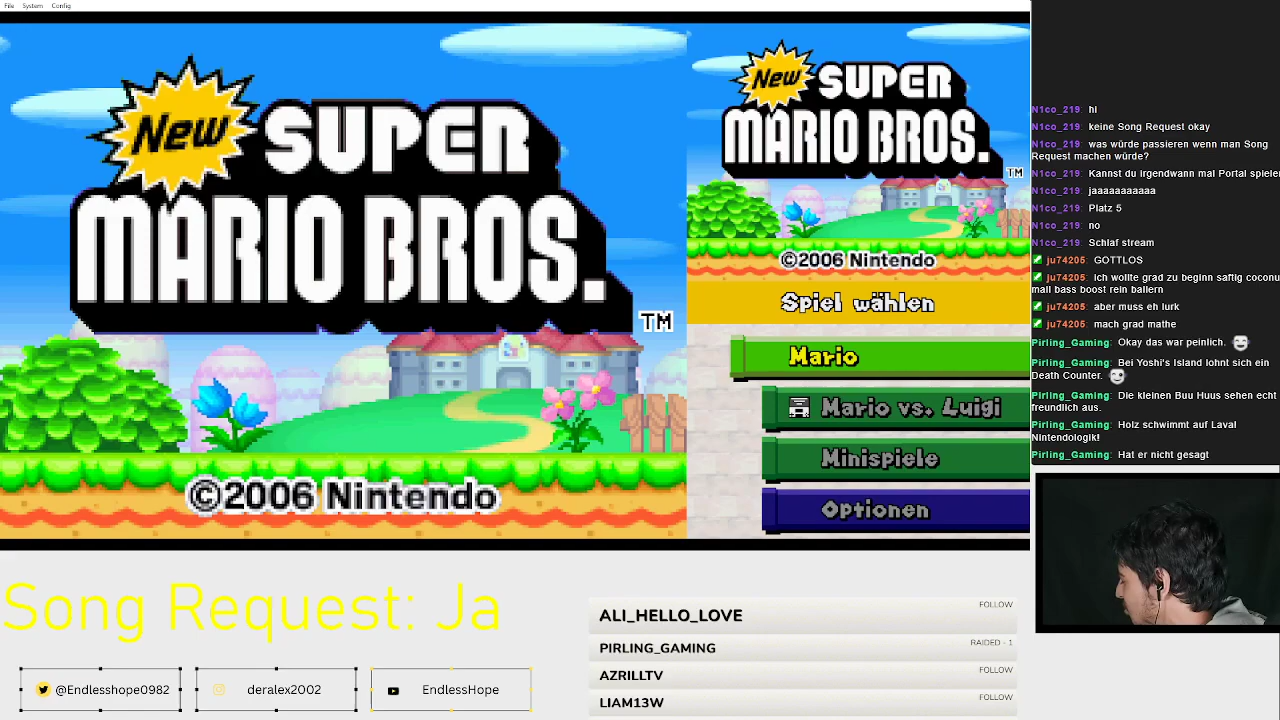 File System Config
New SUPER
MARIO BROS.
TM
©2006 Nintendo
New SUPER
MARIO BROS.
TM
©2006 Nintendo
Spiel wählen
Mario
Mario vs. Luigi
Minispiele
Optionen
N1co_219: hi
N1co_219: keine Song Request okay
N1co_219: was würde passieren wenn man Song
Request machen würde?
N1co_219: Kannst du irgendwann mal Portal spielen
N1co_219: jaaaaaaaaaaa
N1co_219: Platz 5
N1co_219: no
N1co_219: Schlaf stream
ju74205: GOTTLOS
ju74205: ich wollte grad zu beginn saftig coconu
mall bass boost rein ballern
ju74205: aber muss eh lurk
ju74205: mach grad mathe
Pirling_Gaming: Okay das war peinlich.
Pirling_Gaming: Bei Yoshi's Island lohnt sich ein
Death Counter.
Pirling_Gaming: Die kleinen Buu Huus sehen echt
freundlich aus.
Pirling_Gaming: Holz schwimmt auf Lava!
Nintendologik!
Pirling_Gaming: Hat er nicht gesagt
Song Request: Ja
@Endlesshope0982
deralex2002
EndlessHope
ALI_HELLO_LOVE FOLLOW
PIRLING_GAMING RAIDED - 1
AZRILLTV FOLLOW
LIAM13W FOLLOW